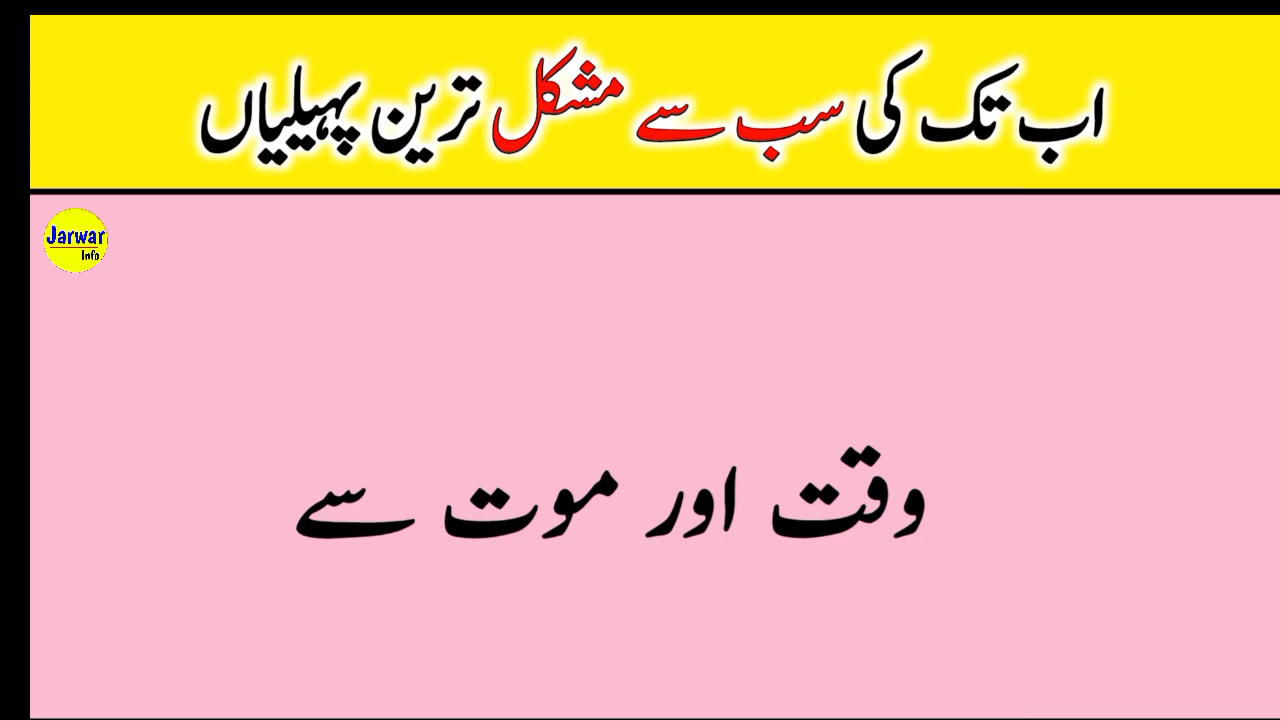 اب تک کی سب سے مشکل ترین پہیلیاں
Jarwar
Info
وقت اور موت سے